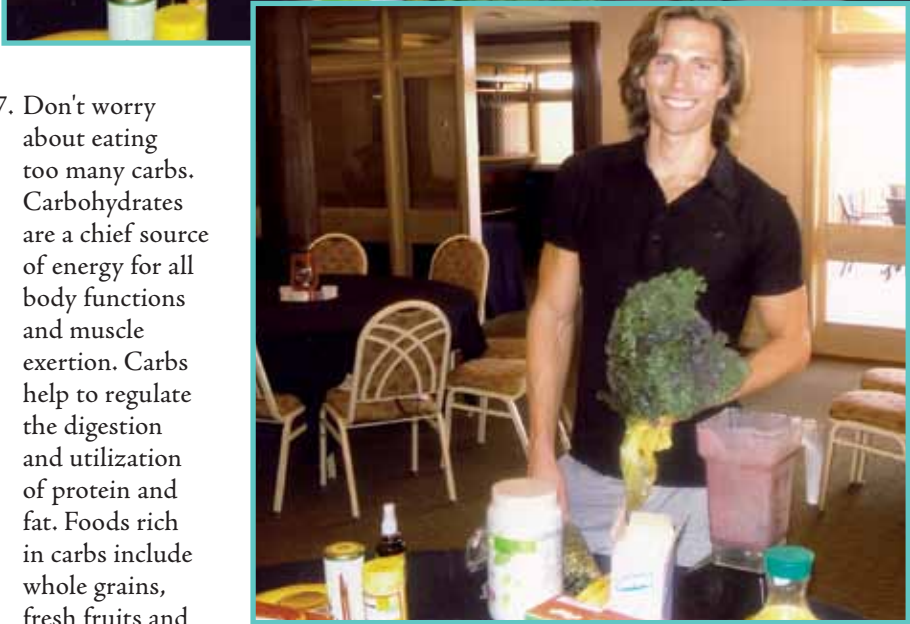 7. Don't worry
about eating
too many carbs.
Carbohydrates
are a chief source
of energy for all
body functions
and muscle
exertion. Carbs
help to regulate
the digestion
and utilization
of protein and
fat. Foods rich
in carbs include
whole grains,
fresh fruits and